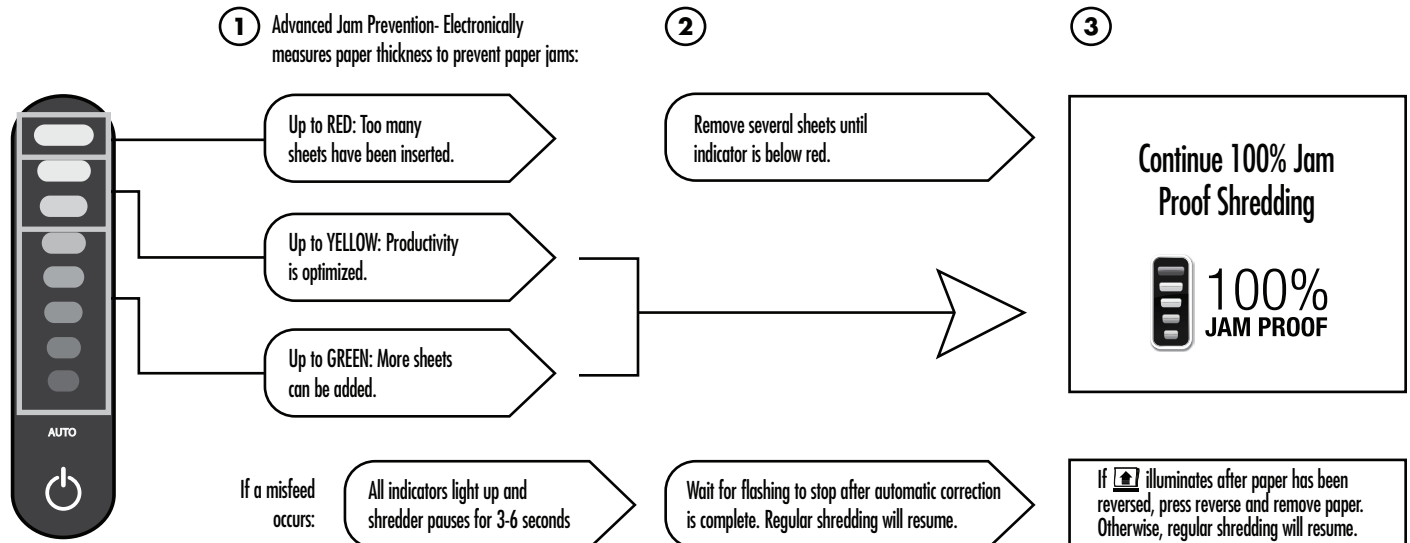 1
Advanced Jam Prevention- Electronically
measures paper thickness to prevent paper jams:
2
3
Up to RED: Too many
sheets have been inserted.
Remove several sheets until
indicator is below red.
Continue 100% Jam
Proof Shredding
100%
JAM PROOF
Up to YELLOW: Productivity
is optimized.
Up to GREEN: More sheets
can be added.
AUTO
If a misfeed
occurs:
All indicators light up and
shredder pauses for 3-6 seconds
Wait for flashing to stop after automatic correction
is complete. Regular shredding will resume.
If illuminates after paper has been
reversed, press reverse and remove paper.
Otherwise, regular shredding will resume.